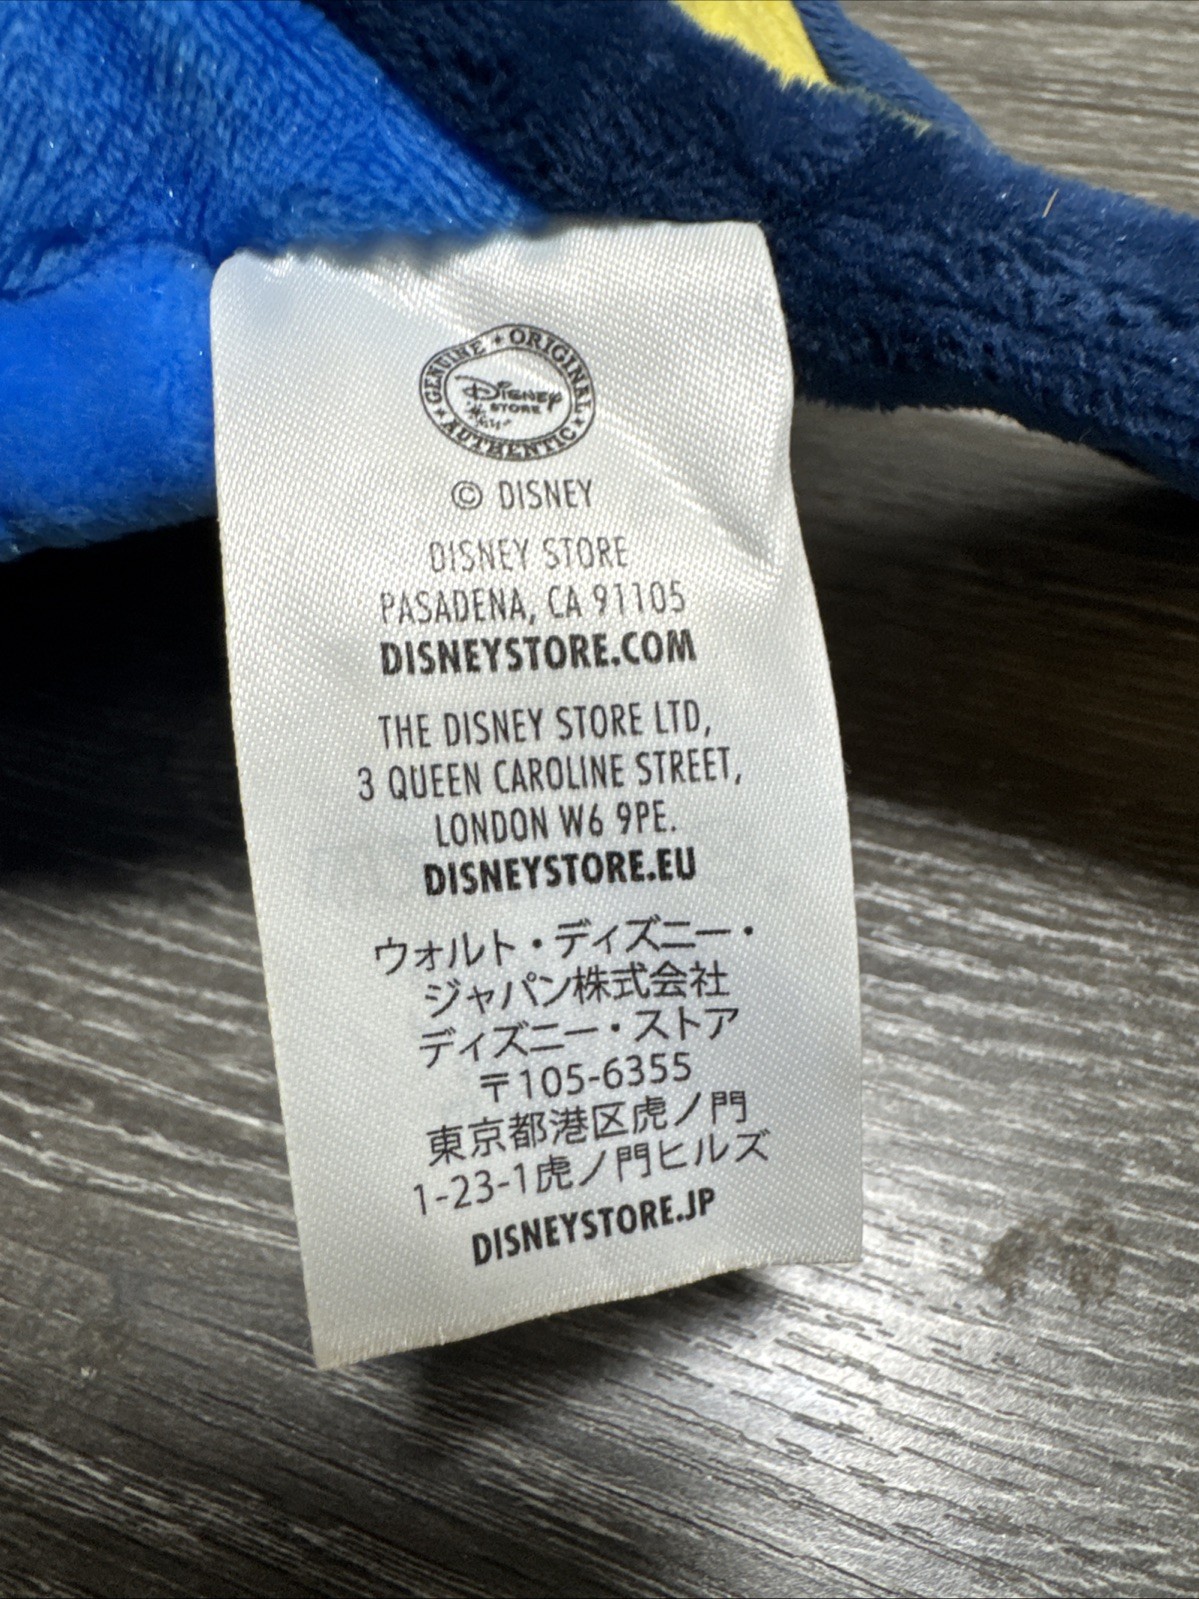 GENUINE ★ ORIGINAL ★ AUTHENTIC ★
Disney
STORE
© DISNEY
DISNEY STORE
PASADENA, CA 91105
DISNEYSTORE.COM
THE DISNEY STORE LTD,
3 QUEEN CAROLINE STREET,
LONDON W6 9PE.
DISNEYSTORE.EU
ウォルト・ディズニー・
ジャパン株式会社
ディズニー・ストア
〒105-6355
東京都港区虎ノ門
1-23-1虎ノ門ヒルズ
DISNEYSTORE.JP